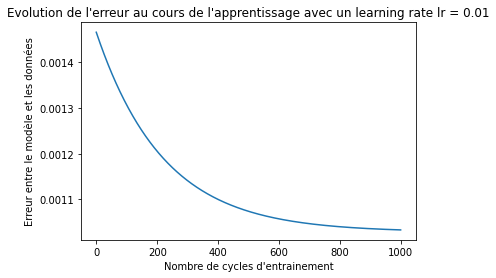 Evolution de l'erreur au cours de l'apprentissage avec un learning rate lr = 0.01
Erreur entre le modèle et les données
0.0014
0.0013
0.0012
0.0011
0 200 400 600 800 1000
Nombre de cycles d'entrainement